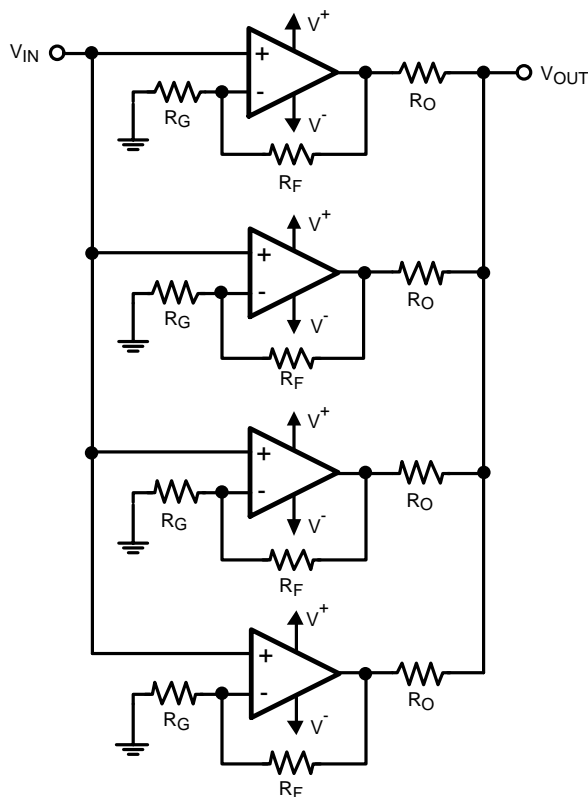 V+
VIN
+
-
VOUT
RO
RG
V-
RF
V+
+
-
RO
RG
V-
RF
V+
+
-
RO
RG
V-
RF
V+
+
-
RO
RG
V-
RF